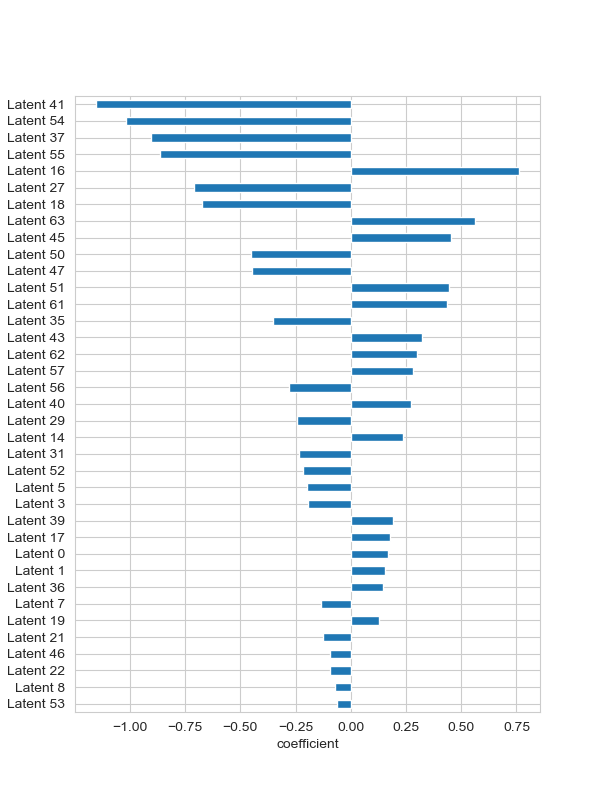 Latent 41
Latent 54
Latent 37
Latent 55
Latent 16
Latent 27
Latent 18
Latent 63
Latent 45
Latent 50
Latent 47
Latent 51
Latent 61
Latent 35
Latent 43
Latent 62
Latent 57
Latent 56
Latent 40
Latent 29
Latent 14
Latent 31
Latent 52
Latent 5
Latent 3
Latent 39
Latent 17
Latent 0
Latent 1
Latent 36
Latent 7
Latent 19
Latent 21
Latent 46
Latent 22
Latent 8
Latent 53
−1.00 −0.75 −0.50 −0.25 0.00 0.25 0.50 0.75
coefficient